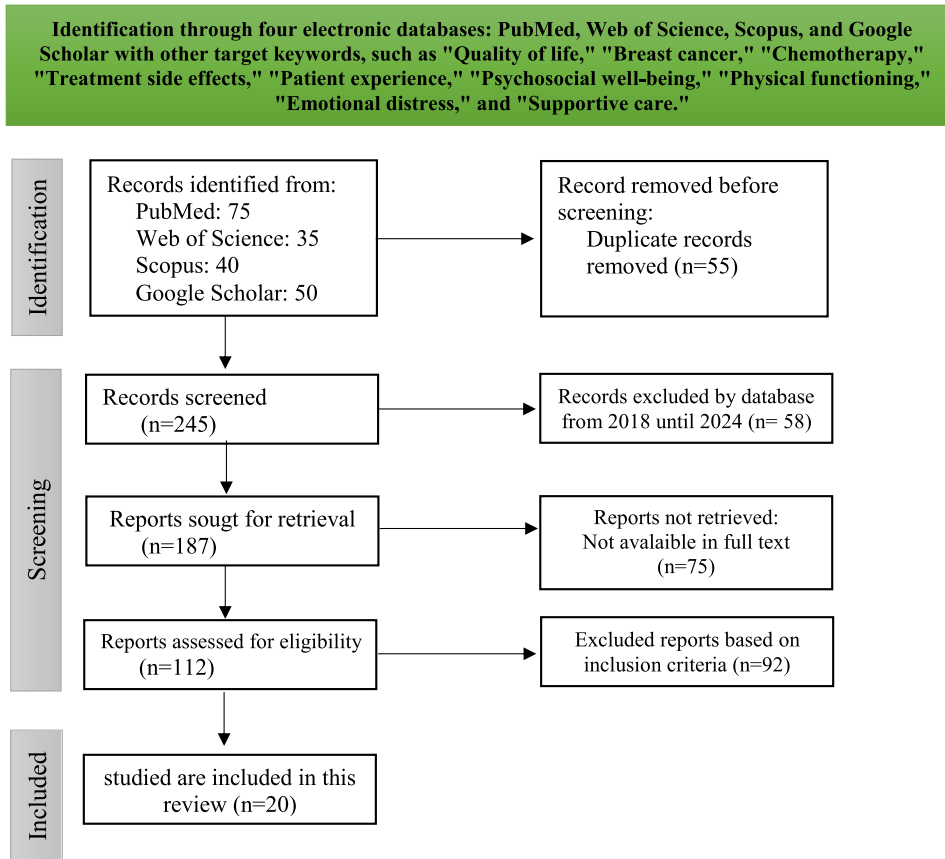 Identification through four electronic databases: PubMed, Web of Science, Scopus, and Google
Scholar with other target keywords, such as "Quality of life," "Breast cancer," "Chemotherapy,"
"Treatment side effects," "Patient experience," "Psychosocial well-being," "Physical functioning,"
"Emotional distress," and "Supportive care."
Identification
Records identified from:
PubMed: 75
Web of Science: 35
Scopus: 40
Google Scholar: 50
Record removed before
screening:
Duplicate records
removed (n=55)
Screening
Records screened
(n=245)
Records excluded by database
from 2018 until 2024 (n= 58)
Reports sougt for retrieval
(n=187)
Reports not retrieved:
Not avalaible in full text
(n=75)
Reports assessed for eligibility
(n=112)
Excluded reports based on
inclusion criteria (n=92)
Included
studied are included in this
review (n=20)